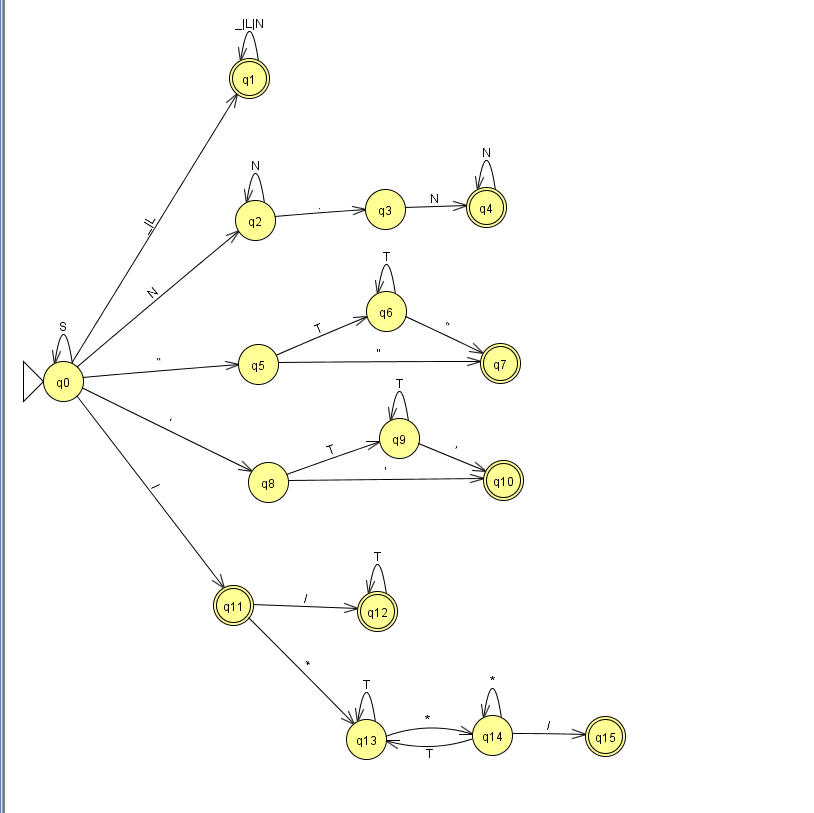 _|L|N
q1
N
N
q2
.
q3
N
q4
_|L
N
T
q6
T
"
S
"
q5
"
q7
q0
T
q9
'
T
'
q8
'
q10
/
T
q11
/
q12
*
T
*
*
q13
q14
/
q15
T